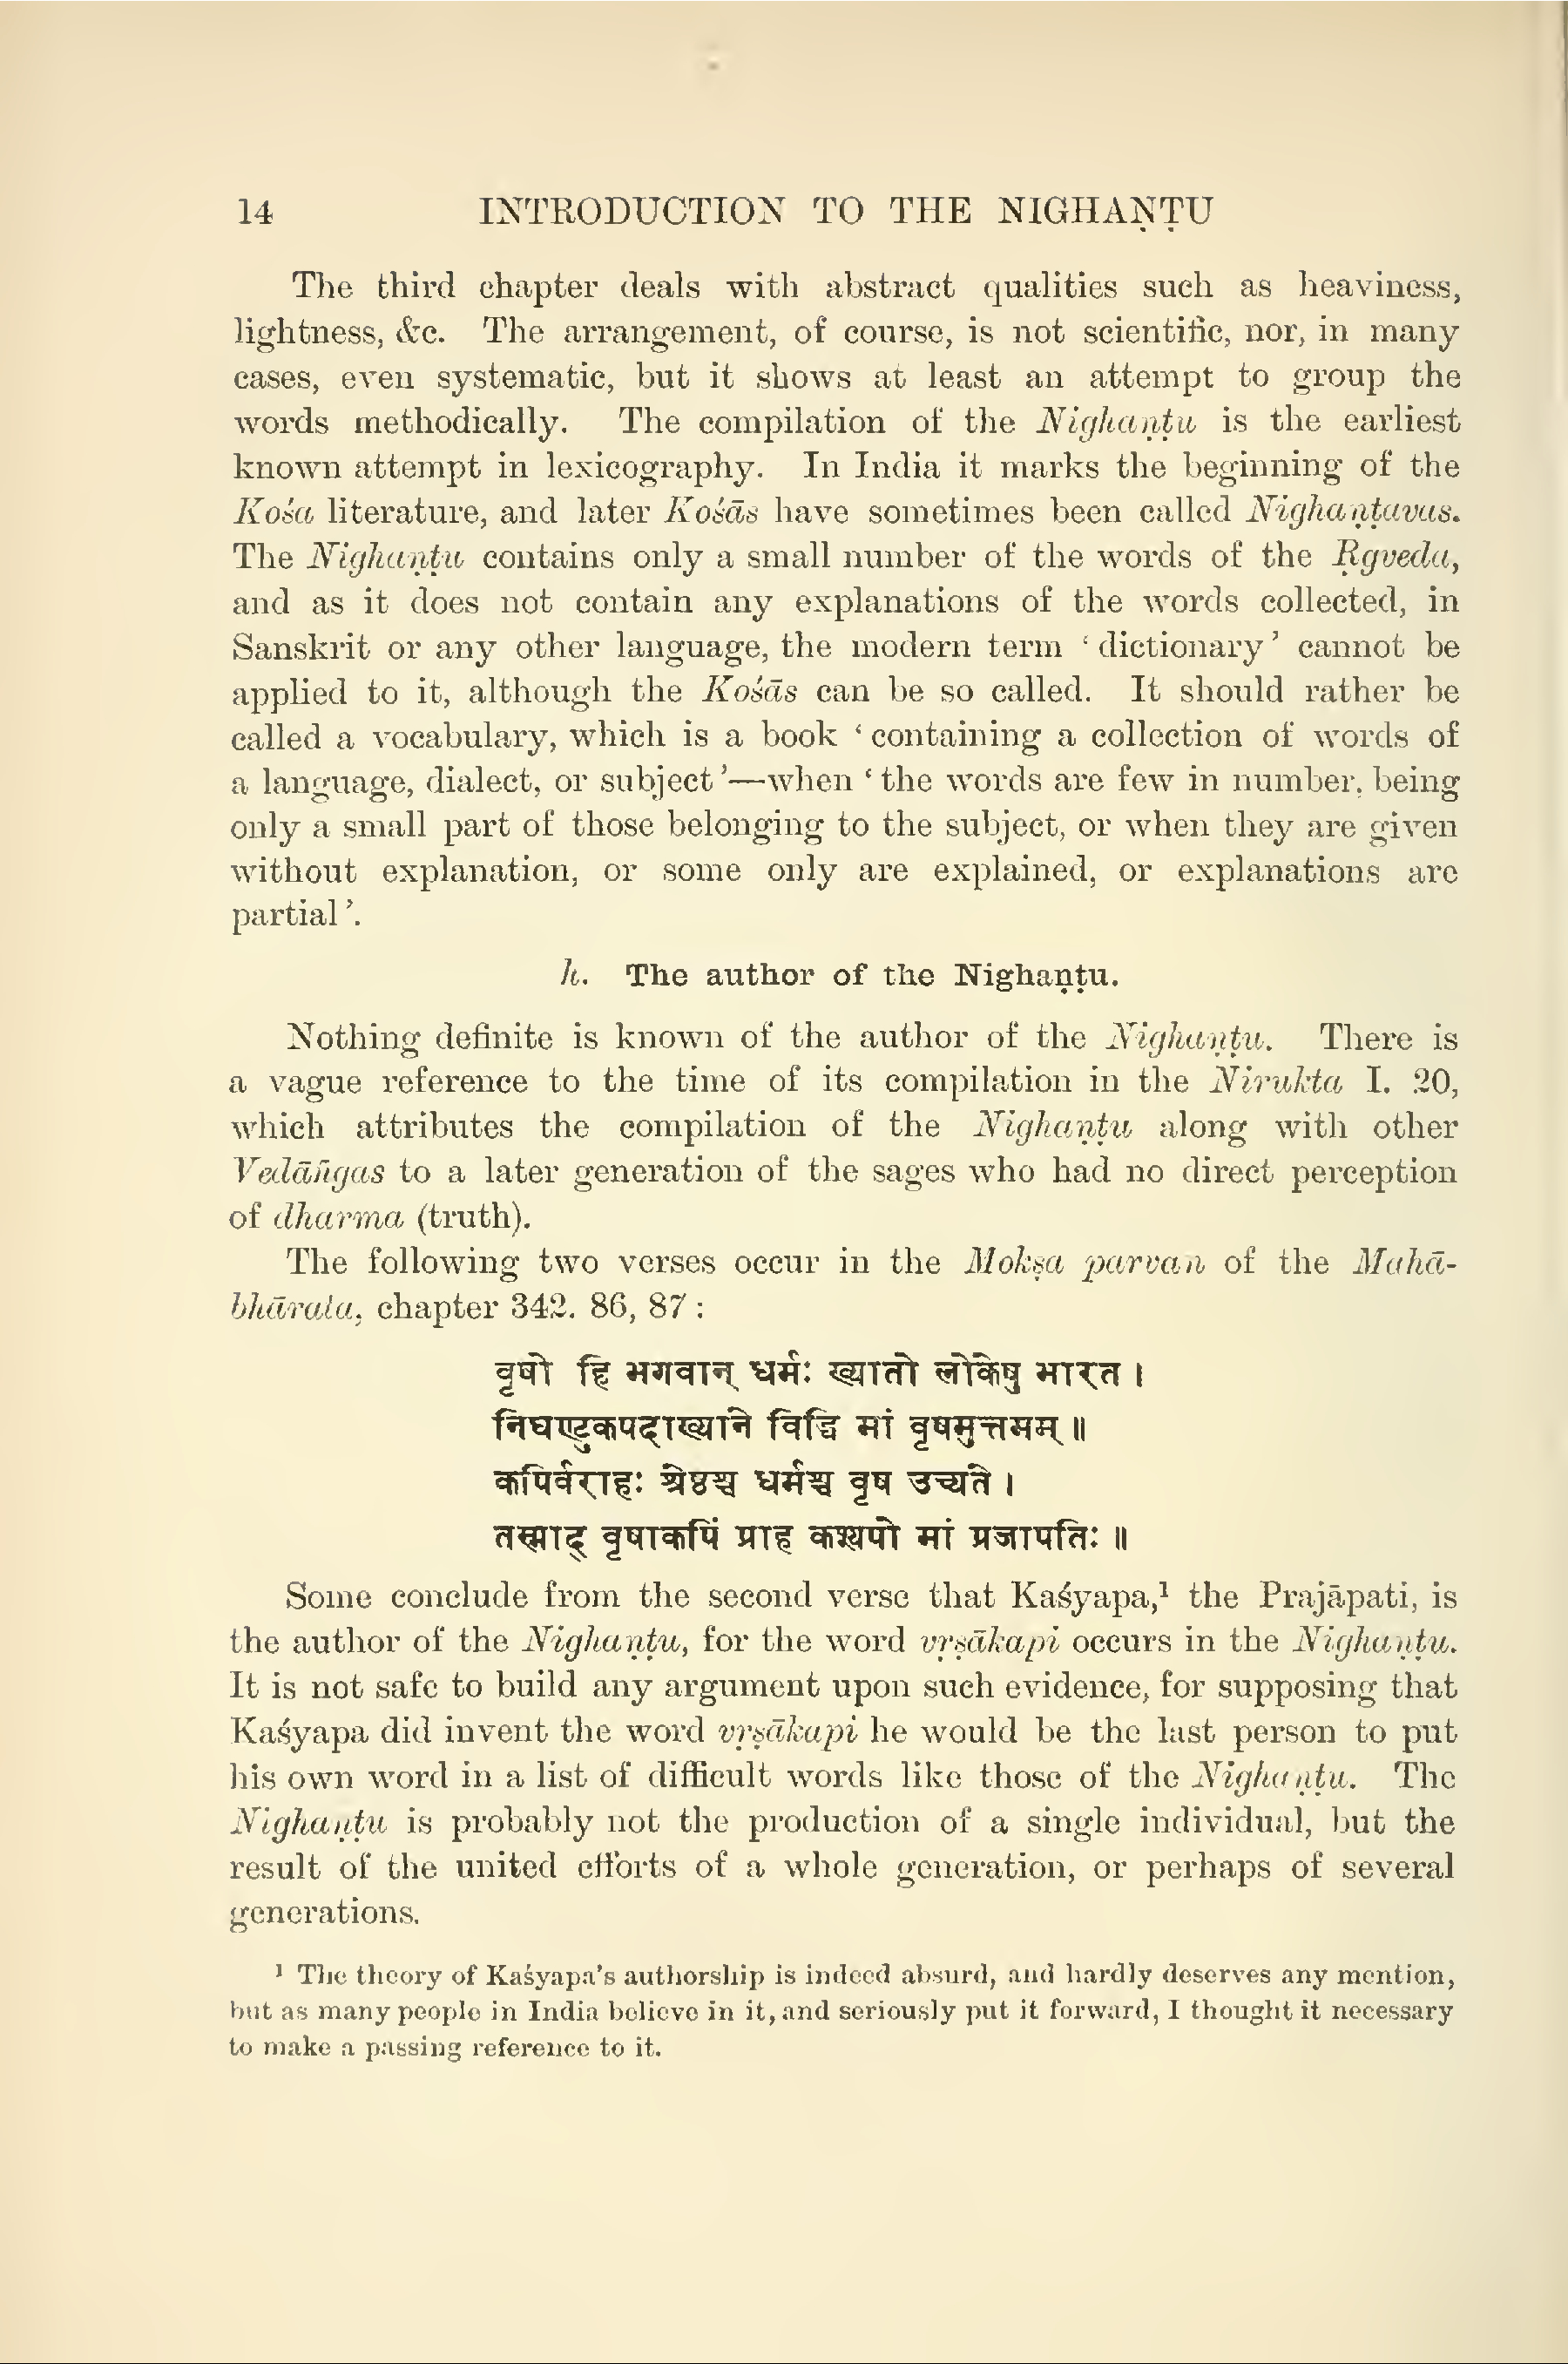 14 INTRODUCTION TO THE NIGHAṆṬU
The third chapter deals with abstract qualities such as heaviness,
lightness, &c. The arrangement, of course, is not scientific, nor, in many
cases, even systematic, but it shows at least an attempt to group the
words methodically. The compilation of the Nighaṇṭu is the earliest
known attempt in lexicography. In India it marks the beginning of the
Kośa literature, and later Kośās have sometimes been called Nighaṇṭavas.
The Nighaṇṭu contains only a small number of the words of the Ṛgveda,
and as it does not contain any explanations of the words collected, in
Sanskrit or any other language, the modern term ‘dictionary’ cannot be
applied to it, although the Kośās can be so called. It should rather be
called a vocabulary, which is a book ‘containing a collection of words of
a language, dialect, or subject’—when ‘the words are few in number, being
only a small part of those belonging to the subject, or when they are given
without explanation, or some only are explained, or explanations are
partial’.
h. The author of the Nighaṇṭu.
Nothing definite is known of the author of the Nighaṇṭu. There is
a vague reference to the time of its compilation in the Nirukta I. 20,
which attributes the compilation of the Nighaṇṭu along with other
Vedāṅgas to a later generation of the sages who had no direct perception
of dharma (truth).
The following two verses occur in the Mokṣa parvan of the Mahā-
bhārata, chapter 342. 86, 87:
वृषो हि भगवान् धर्मः ख्यातो लोकेषु भारत।
निघण्टुकपदाख्याने विद्धि मां वृषमुत्तमम्॥
कपिर्वराहः श्रेष्ठश्च धर्मश्च वृष उच्यते।
तस्माद् वृषाकपिं प्राह कश्यपो मां प्रजापतिः॥
Some conclude from the second verse that Kaśyapa,¹ the Prajāpati, is
the author of the Nighaṇṭu, for the word vṛṣākapi occurs in the Nighaṇṭu.
It is not safe to build any argument upon such evidence, for supposing that
Kaśyapa did invent the word vṛṣākapi he would be the last person to put
his own word in a list of difficult words like those of the Nighaṇṭu. The
Nighaṇṭu is probably not the production of a single individual, but the
result of the united efforts of a whole generation, or perhaps of several
generations.
¹ The theory of Kaśyapa’s authorship is indeed absurd, and hardly deserves any mention,
but as many people in India believe in it, and seriously put it forward, I thought it necessary
to make a passing reference to it.